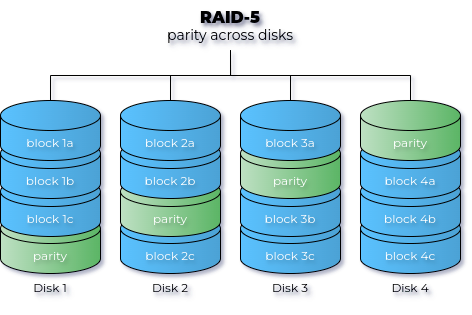 RAID-5
parity across disks
block 1a block 2a block 3a parity
block 1b block 2b parity block 4a
block 1c parity block 3b block 4b
parity block 2c block 3c block 4c
Disk 1 Disk 2 Disk 3 Disk 4